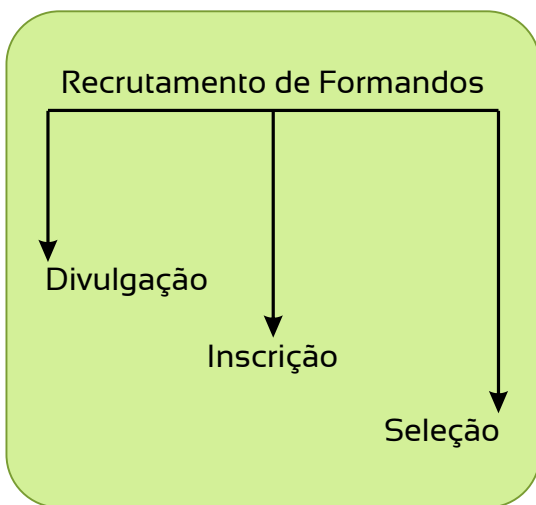 Recrutamento de Formandos
Divulgação
Inscrição
Seleção